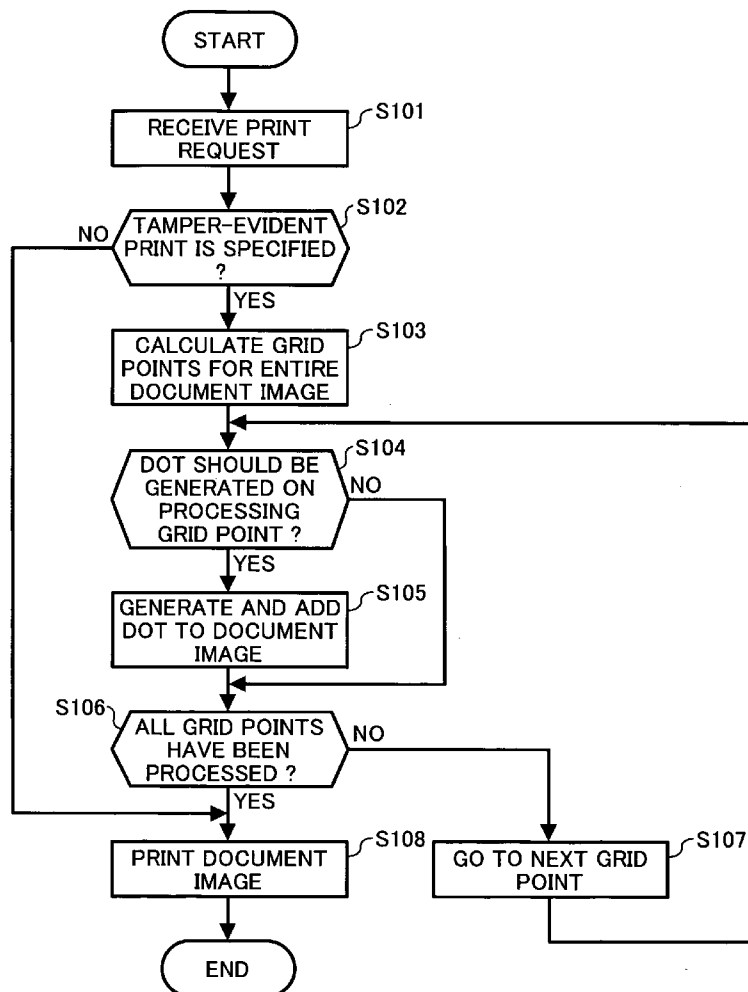 START
S101
RECEIVE PRINT
REQUEST
S102
TAMPER-EVIDENT
PRINT IS SPECIFIED
?
NO
YES
S103
CALCULATE GRID
POINTS FOR ENTIRE
DOCUMENT IMAGE
S104
DOT SHOULD BE
GENERATED ON
PROCESSING
GRID POINT ?
NO
YES
S105
GENERATE AND ADD
DOT TO DOCUMENT
IMAGE
S106
ALL GRID POINTS
HAVE BEEN
PROCESSED ?
NO
YES
S108
PRINT DOCUMENT
IMAGE
S107
GO TO NEXT GRID
POINT
END